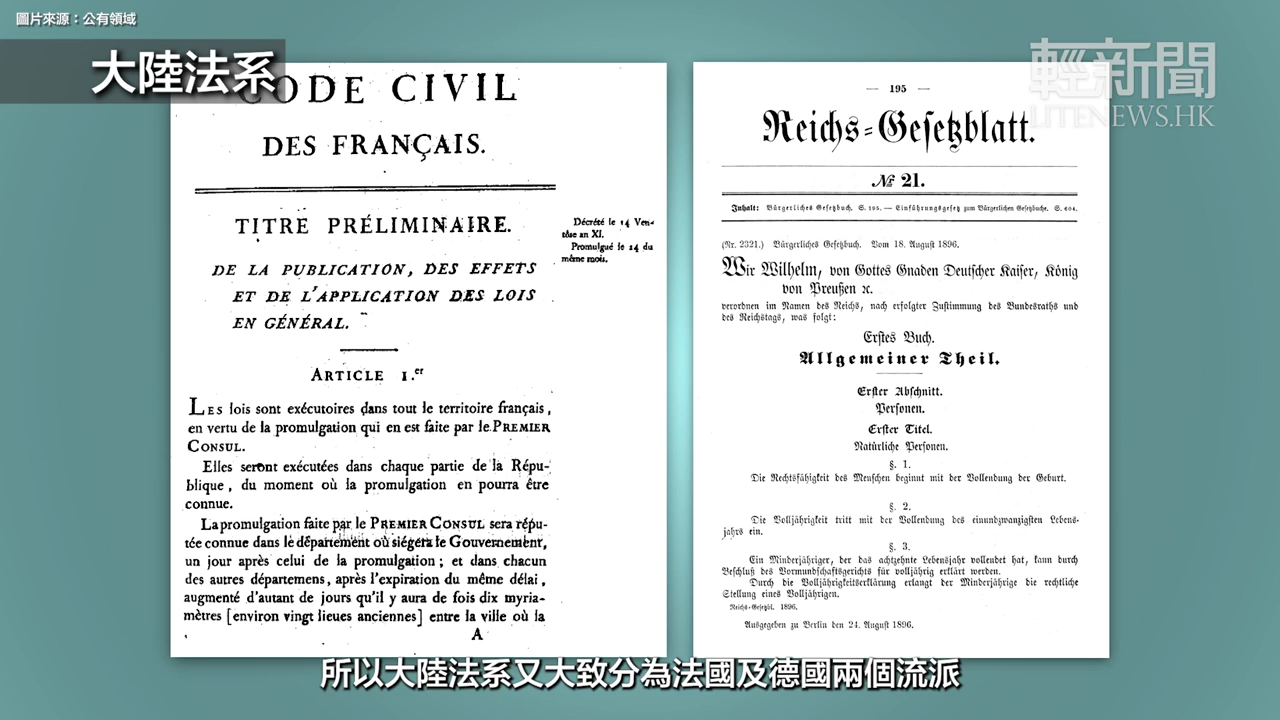 圖片來源：公有領域
大陸法系
輕新聞
LITENEWS.HK
CODE CIVIL
DES FRANÇAIS.
TITRE PRÉLIMINAIRE.
Décrété le 14 Ven-
tôse an XI.
Promulgué le 24 du
même mois.
DE LA PUBLICATION, DES EFFETS
ET DE L'APPLICATION DES LOIS
EN GÉNÉRAL.
ARTICLE 1.er
LES lois sont exécutoires dans tout le territoire français,
en vertu de la promulgation qui en est faite par le PREMIER
CONSUL.
Elles seront exécutées dans chaque partie de la Répu-
blique, du moment où la promulgation en pourra être
connue.
La promulgation faite par le PREMIER CONSUL sera répu-
tée connue dans le département où siégera le Gouvernement,
un jour après celui de la promulgation ; et dans chacun
des autres départemens, après l'expiration du même délai,
augmenté d'autant de jours qu'il y aura de fois dix myria-
mètres [environ vingt lieues anciennes] entre la ville où la
A
— 195 —
Reichs-Gesetzblatt.
№ 21.
Inhalt: Bürgerliches Gesetzbuch. S. 195. — Einführungsgesetz zum Bürgerlichen Gesetzbuche. S. 604.
(Nr. 2321.) Bürgerliches Gesetzbuch. Vom 18. August 1896.
Wir Wilhelm, von Gottes Gnaden Deutscher Kaiser, König
von Preußen ꝛc.
verordnen im Namen des Reichs, nach erfolgter Zustimmung des Bundesraths und
des Reichstags, was folgt:
Erstes Buch.
Allgemeiner Theil.
Erster Abschnitt.
Personen.
Erster Titel.
Natürliche Personen.
§. 1.
Die Rechtsfähigkeit des Menschen beginnt mit der Vollendung der Geburt.
§. 2.
Die Volljährigkeit tritt mit der Vollendung des einundzwanzigsten Lebens-
jahrs ein.
§. 3.
Ein Minderjähriger, der das achtzehnte Lebensjahr vollendet hat, kann durch
Beschluß des Vormundschaftsgerichts für volljährig erklärt werden.
Durch die Volljährigkeitserklärung erlangt der Minderjährige die rechtliche
Stellung eines Volljährigen.
Reichs-Gesetzbl. 1896.
Ausgegeben zu Berlin den 24. August 1896.
所以大陸法系又大致分為法國及德國兩個流派